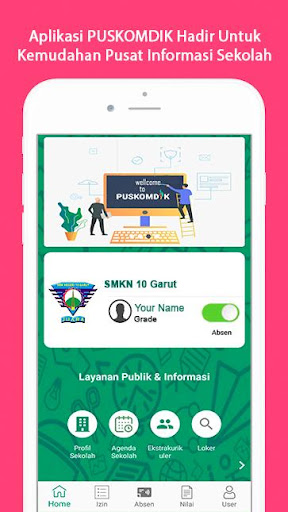 Aplikasi PUSKOMDIK Hadir Untuk
Kemudahan Pusat Informasi Sekolah
wellcome...
to
PUSKOMDIK
SMKN 10 Garut
Your Name
Grade
Absen
Layanan Publik & Informasi
Profil
Sekolah
Agenda
Sekolah
Ekstrakurik
uler
Loker
Home
Izin
Absen
Nilai
User